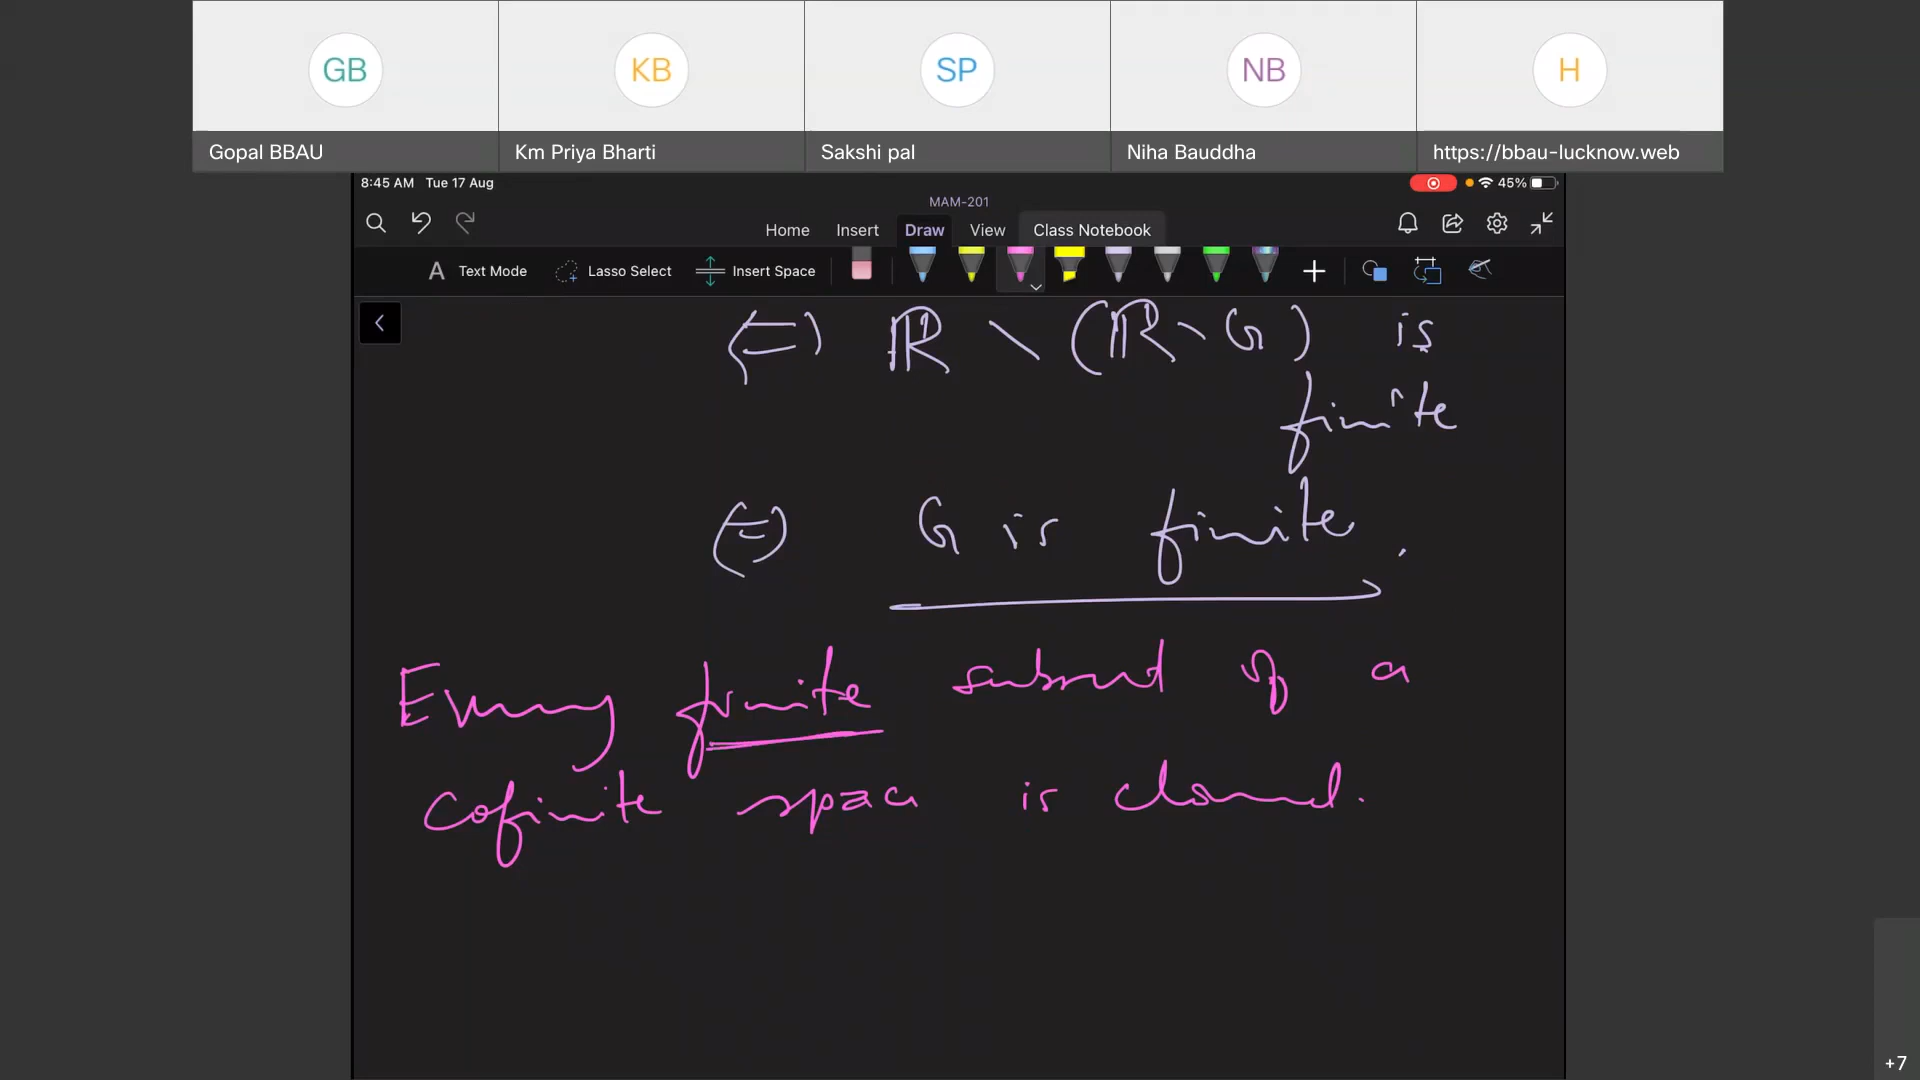 GB KB SP NB H
Gopal BBAU Km Priya Bharti Sakshi pal Niha Bauddha https://bbau-lucknow.web
8:45 AM Tue 17 Aug 45%
MAM-201
Home Insert Draw View Class Notebook
A Text Mode Lasso Select Insert Space
⇔ ℝ \ (ℝ \ G) is
finite
⇔ G is finite.
Every finite subset of a
cofinite space is closed.
+7